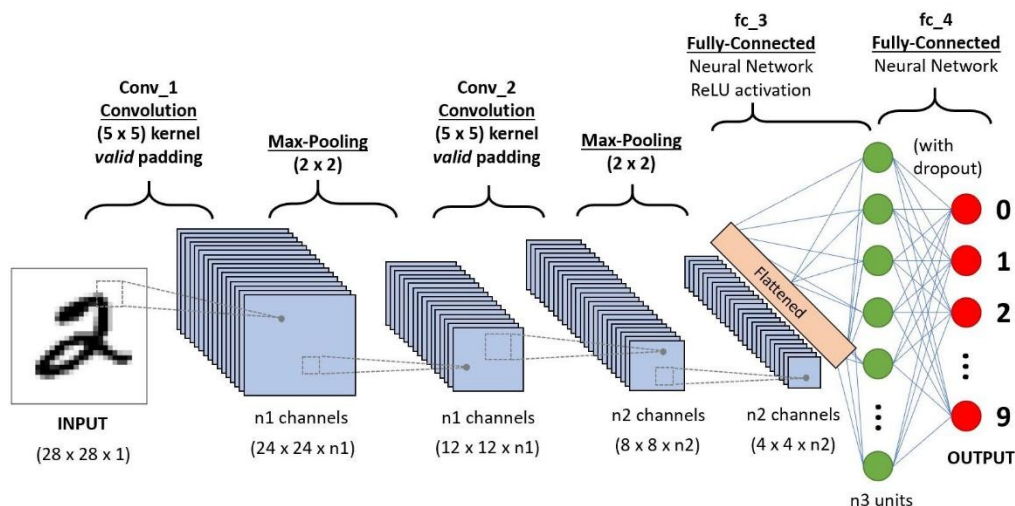 Conv_1
Convolution
(5 x 5) kernel
valid padding
Max-Pooling
(2 x 2)
Conv_2
Convolution
(5 x 5) kernel
valid padding
Max-Pooling
(2 x 2)
fc_3
Fully-Connected
Neural Network
ReLU activation
fc_4
Fully-Connected
Neural Network
(with
dropout)
Flattened
0
1
2
9
OUTPUT
2
INPUT
(28 x 28 x 1)
n1 channels
(24 x 24 x n1)
n1 channels
(12 x 12 x n1)
n2 channels
(8 x 8 x n2)
n2 channels
(4 x 4 x n2)
n3 units